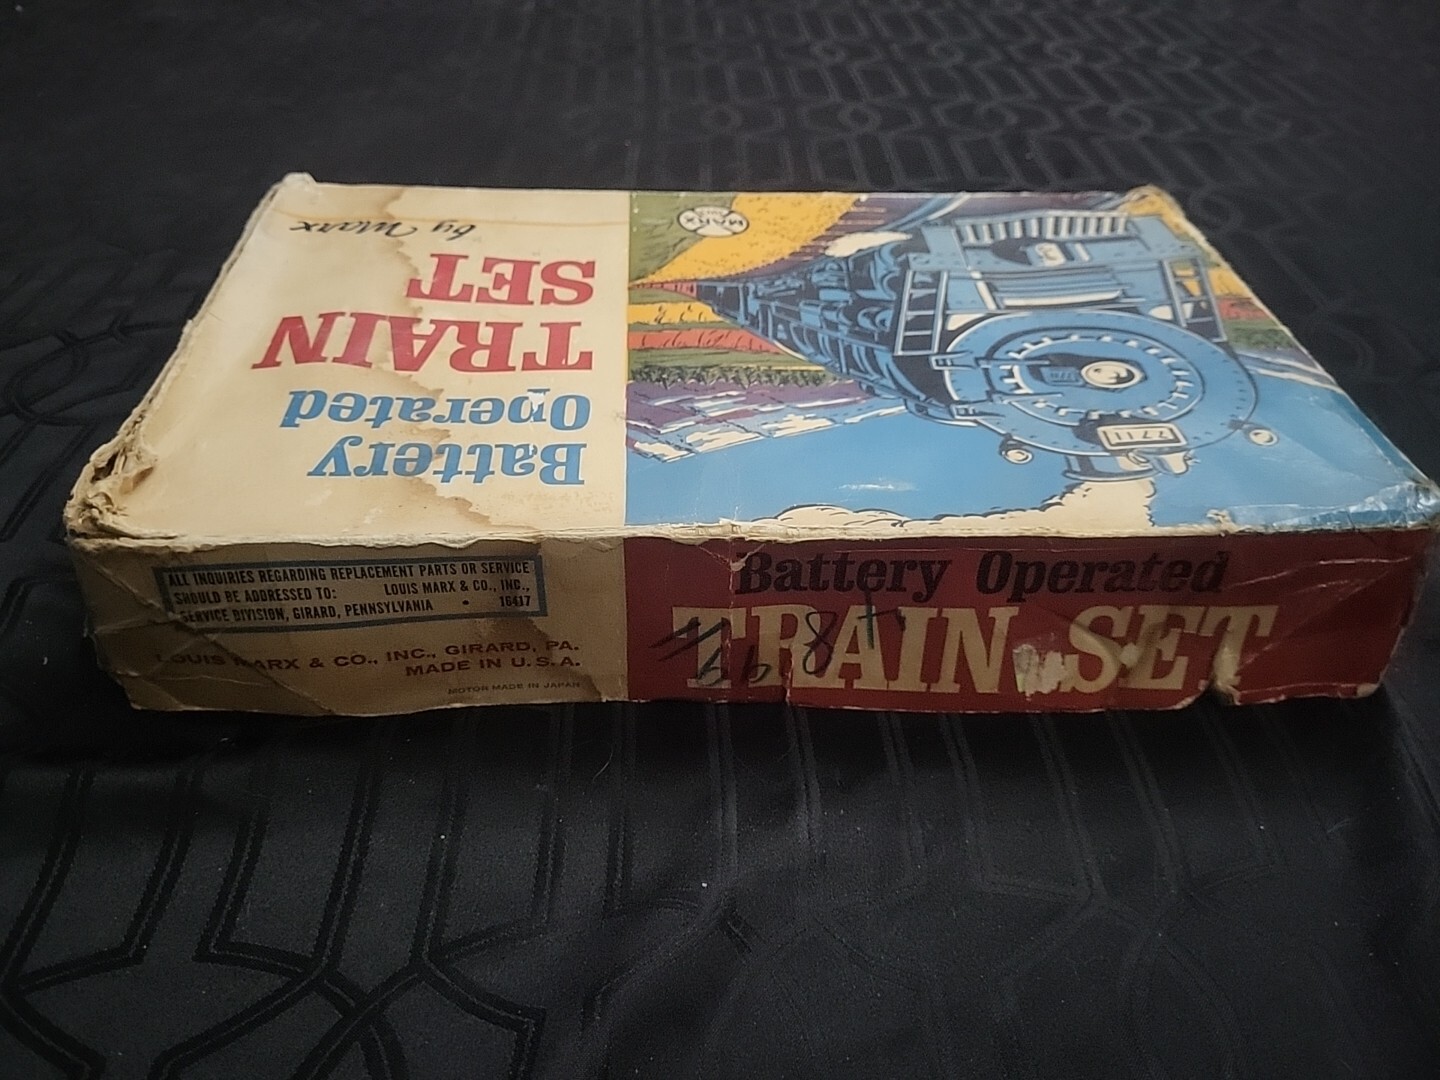 by Marx
SET
TRAIN
Operated
Battery
MARX
2711
ALL INQUIRIES REGARDING REPLACEMENT PARTS OR SERVICE
SHOULD BE ADDRESSED TO: LOUIS MARX & CO., INC.,
SERVICE DIVISION, GIRARD, PENNSYLVANIA • 16417
LOUIS MARX & CO., INC., GIRARD, PA.
MADE IN U.S.A.
MOTOR MADE IN JAPAN
Battery Operated
TRAIN SET